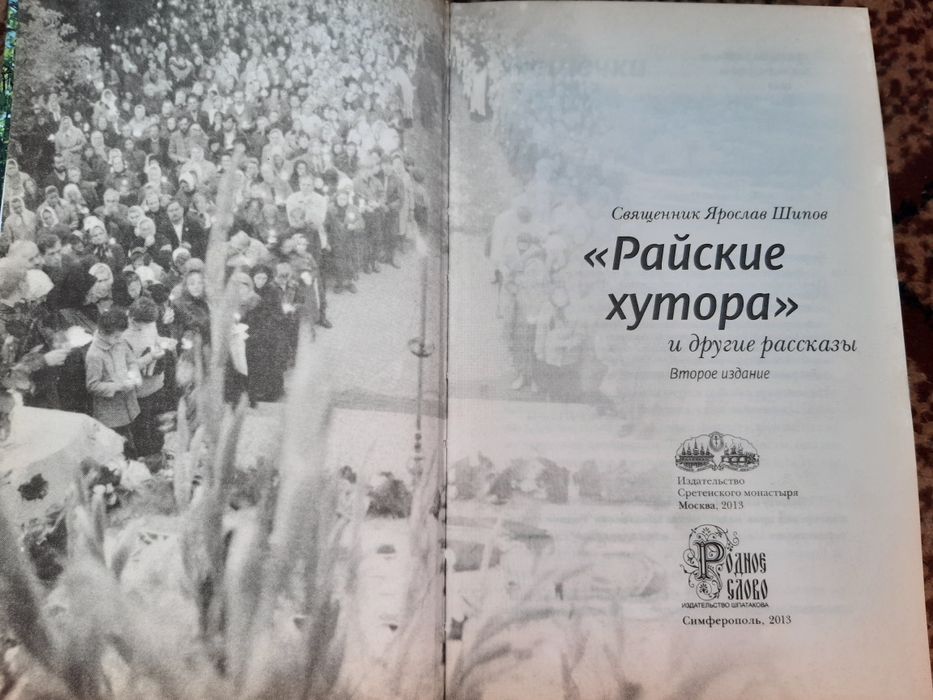 Священник Ярослав Шипов
«Райские
хутора»
и другие рассказы
Второе издание
Издательство
Сретенского монастыря
Москва, 2013
Родное
слово
ИЗДАТЕЛЬСТВО ШПАТАКОВА
Симферополь, 2013